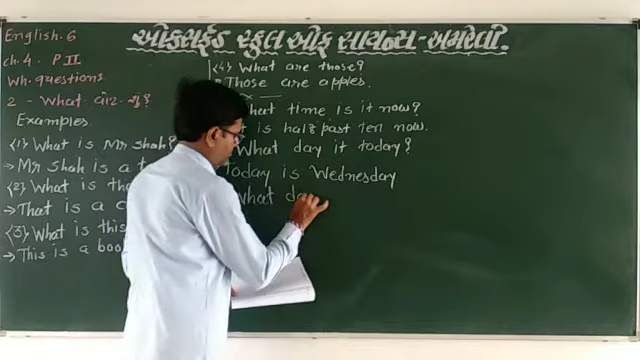 ઓક્સફર્ડ સ્કૂલ ઓફ સાયન્સ-અમરેલી.
English-6
ch.4. P II
Wh. questions
2 - What વાંટ-શું?
Examples
(1) What is Mr shah?
→ Mr Shah is a
(2) What is
→ That is a
(3) What is this
→ This is a book
(4) What are those?
Those are apples.
What time is it now?
is half past Ten now.
What day it today?
Today is Wednesday
What da